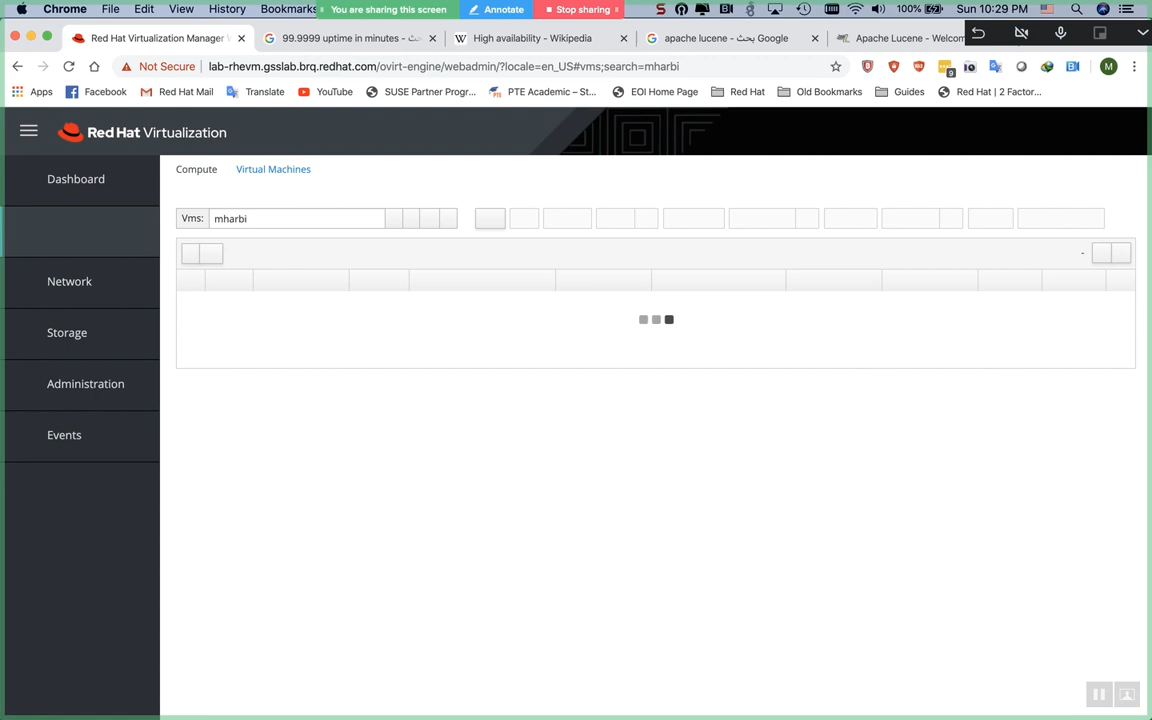 Chrome File Edit View History Bookmarks You are sharing this screen Annotate Stop sharing 100% Sun 10:29 PM
Red Hat Virtualization Manager 99.9999 uptime in minutes - بحث High availability - Wikipedia apache lucene - بحث Google Apache Lucene - Welcom
Not Secure lab-rhevm.gsslab.brq.redhat.com/ovirt-engine/webadmin/?locale=en_US#vms;search=mharbi 9 M
Apps Facebook Red Hat Mail Translate YouTube SUSE Partner Progr... PTE Academic – St... EOI Home Page Red Hat Old Bookmarks Guides Red Hat | 2 Factor...
Red Hat Virtualization
Dashboard
Compute Virtual Machines
Vms: mharbi
-
Network
Storage
Administration
Events